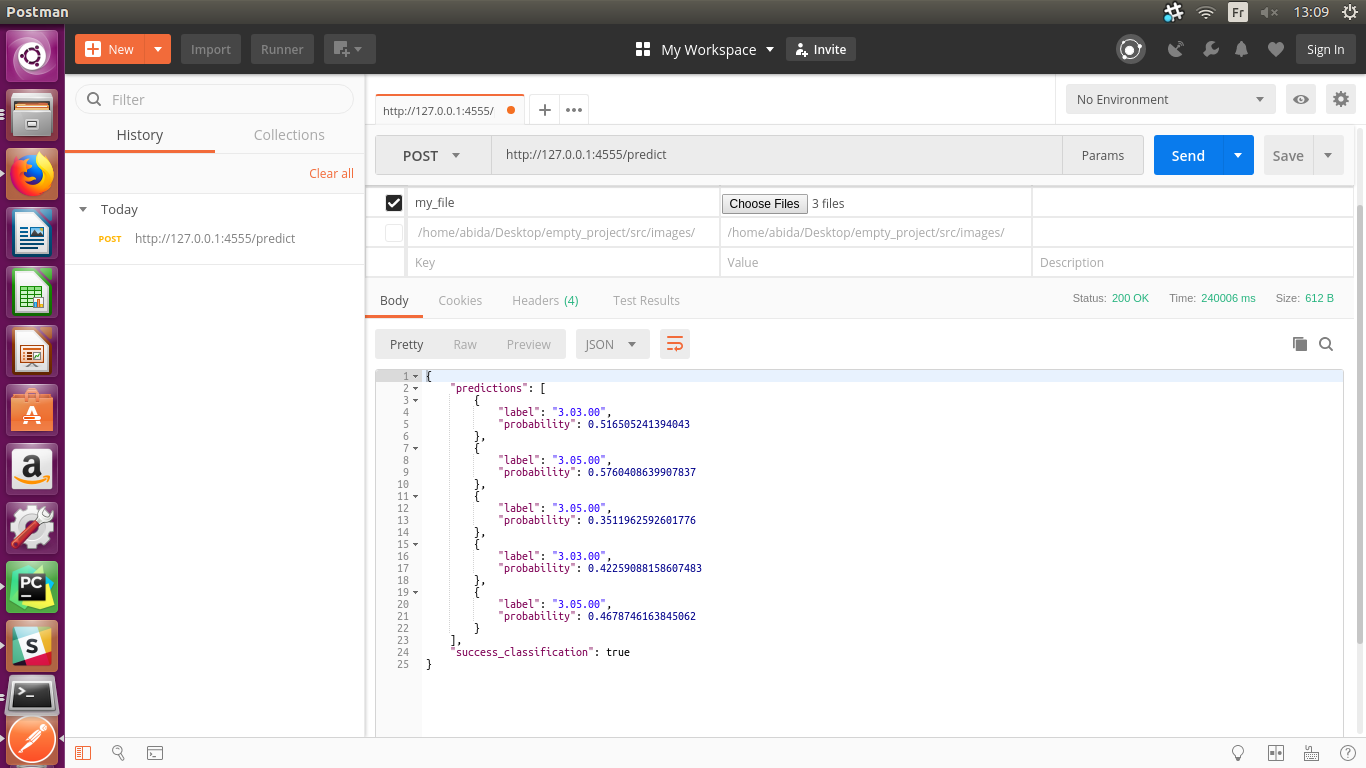 Postman
Fr
13:09
New
Import
Runner
My Workspace
Invite
Sign In
Filter
History
Collections
Clear all
Today
POST http://127.0.0.1:4555/predict
http://127.0.0.1:4555/
No Environment
POST
http://127.0.0.1:4555/predict
Params
Send
Save
my_file
Choose Files 3 files
/home/abida/Desktop/empty_project/src/images/
/home/abida/Desktop/empty_project/src/images/
Key
Value
Description
Body
Cookies
Headers (4)
Test Results
Status: 200 OK
Time: 240006 ms
Size: 612 B
Pretty
Raw
Preview
JSON
1 {
2 "predictions": [
3 {
4 "label": "3.03.00",
5 "probability": 0.516505241394043
6 },
7 {
8 "label": "3.05.00",
9 "probability": 0.5760408639907837
10 },
11 {
12 "label": "3.05.00",
13 "probability": 0.3511962592601776
14 },
15 {
16 "label": "3.03.00",
17 "probability": 0.42259088158607483
18 },
19 {
20 "label": "3.05.00",
21 "probability": 0.4678746163845062
22 }
23 ],
24 "success_classification": true
25 }